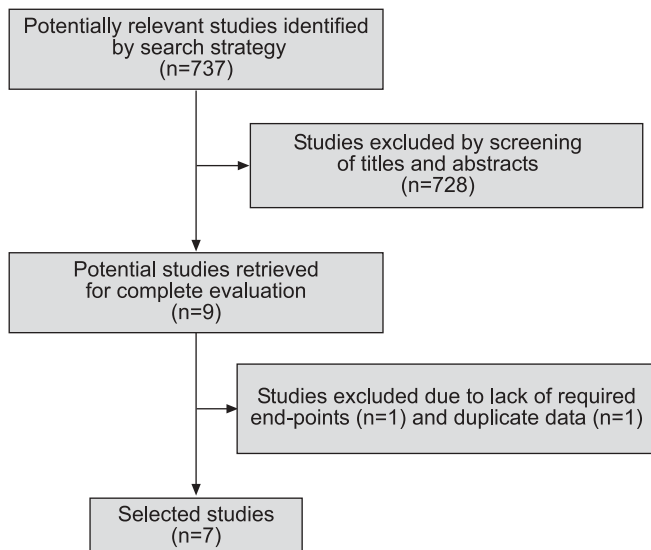 Potentially relevant studies identified
by search strategy
(n=737)
Studies excluded by screening
of titles and abstracts
(n=728)
Potential studies retrieved
for complete evaluation
(n=9)
Studies excluded due to lack of required
end-points (n=1) and duplicate data (n=1)
Selected studies
(n=7)